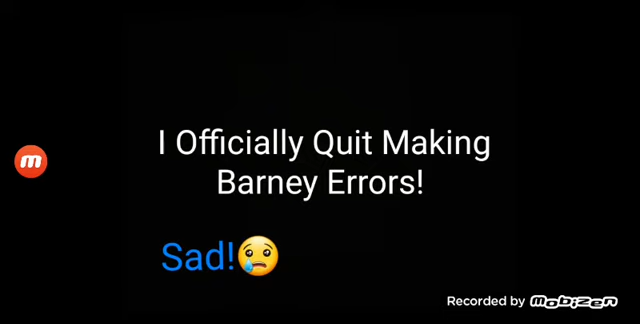 I Officially Quit Making
Barney Errors!
m
Sad!😢
Recorded by mobizen